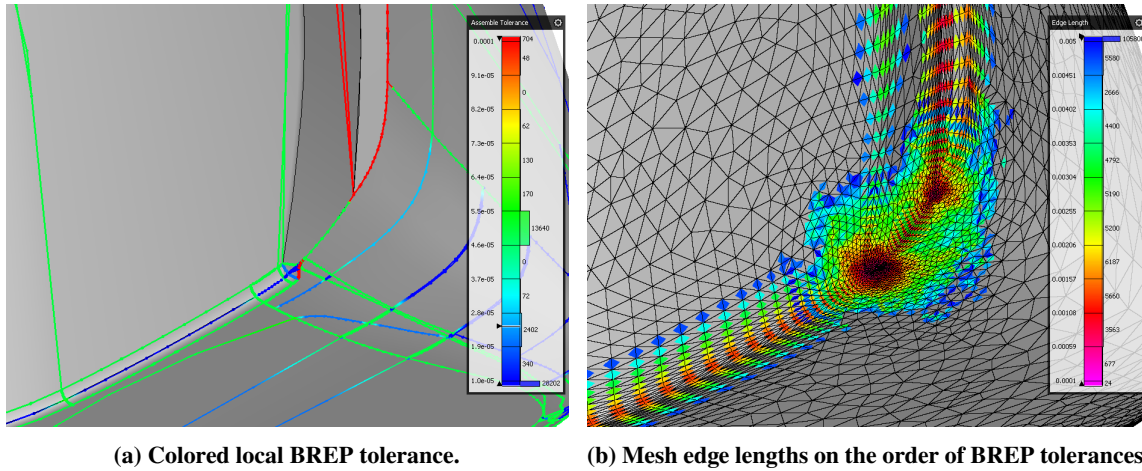 Assemble Tolerance
0.0001
704
48
9.1e-05
0
8.2e-05
62
7.3e-05
130
6.4e-05
170
5.5e-05
13640
4.6e-05
0
3.7e-05
72
2.8e-05
2402
1.9e-05
340
1.0e-05
28202
Edge Length
0.005
10580
5580
0.00451
2666
0.00402
4400
0.00353
4792
0.00304
5191
0.00255
5200
0.00206
6187
0.00157
5660
0.00108
3563
0.00059
677
0.0001
24
(a) Colored local BREP tolerance.
(b) Mesh edge lengths on the order of BREP tolerances